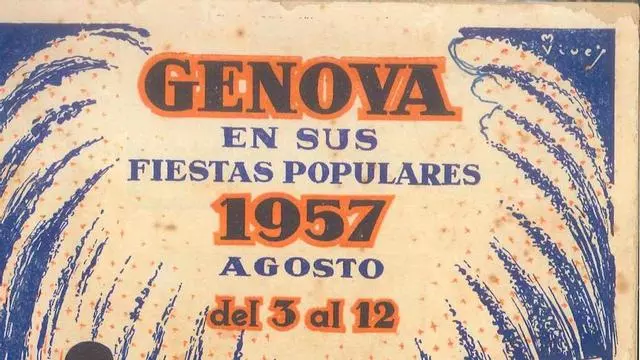 GENOVA
EN SUS
FIESTAS POPULARES
1957
AGOSTO
del 3 al 12